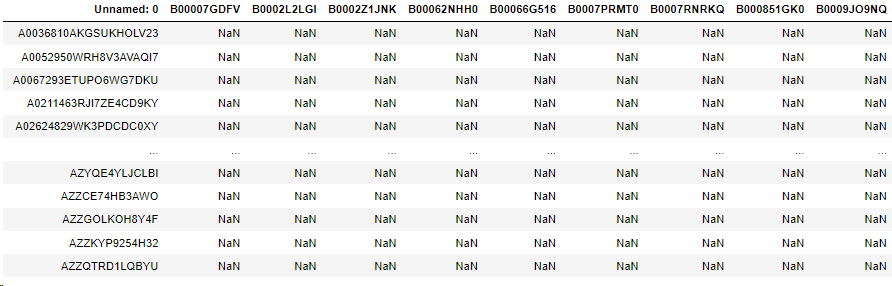 Unnamed: 0 B00007GDFV B0002L2LGI B0002Z1JNK B00062NHH0 B00066G516 B0007PRMT0 B0007RNRKQ B000851GK0 B0009JO9NQ
A0036810AKGSUKHOLV23 NaN NaN NaN NaN NaN NaN NaN NaN NaN
A0052950WRH8V3AVAQI7 NaN NaN NaN NaN NaN NaN NaN NaN NaN
A0067293ETUPO6WG7DKU NaN NaN NaN NaN NaN NaN NaN NaN NaN
A0211463RJI7ZE4CD9KY NaN NaN NaN NaN NaN NaN NaN NaN NaN
A02624829WK3PDCDC0XY NaN NaN NaN NaN NaN NaN NaN NaN NaN
... ... ... ... ... ... ... ... ... ...
AZYQE4YLJCLBI NaN NaN NaN NaN NaN NaN NaN NaN NaN
AZZCE74HB3AWO NaN NaN NaN NaN NaN NaN NaN NaN NaN
AZZGOLKOH8Y4F NaN NaN NaN NaN NaN NaN NaN NaN NaN
AZZKYP9254H32 NaN NaN NaN NaN NaN NaN NaN NaN NaN
AZZQTRD1LQBYU NaN NaN NaN NaN NaN NaN NaN NaN NaN